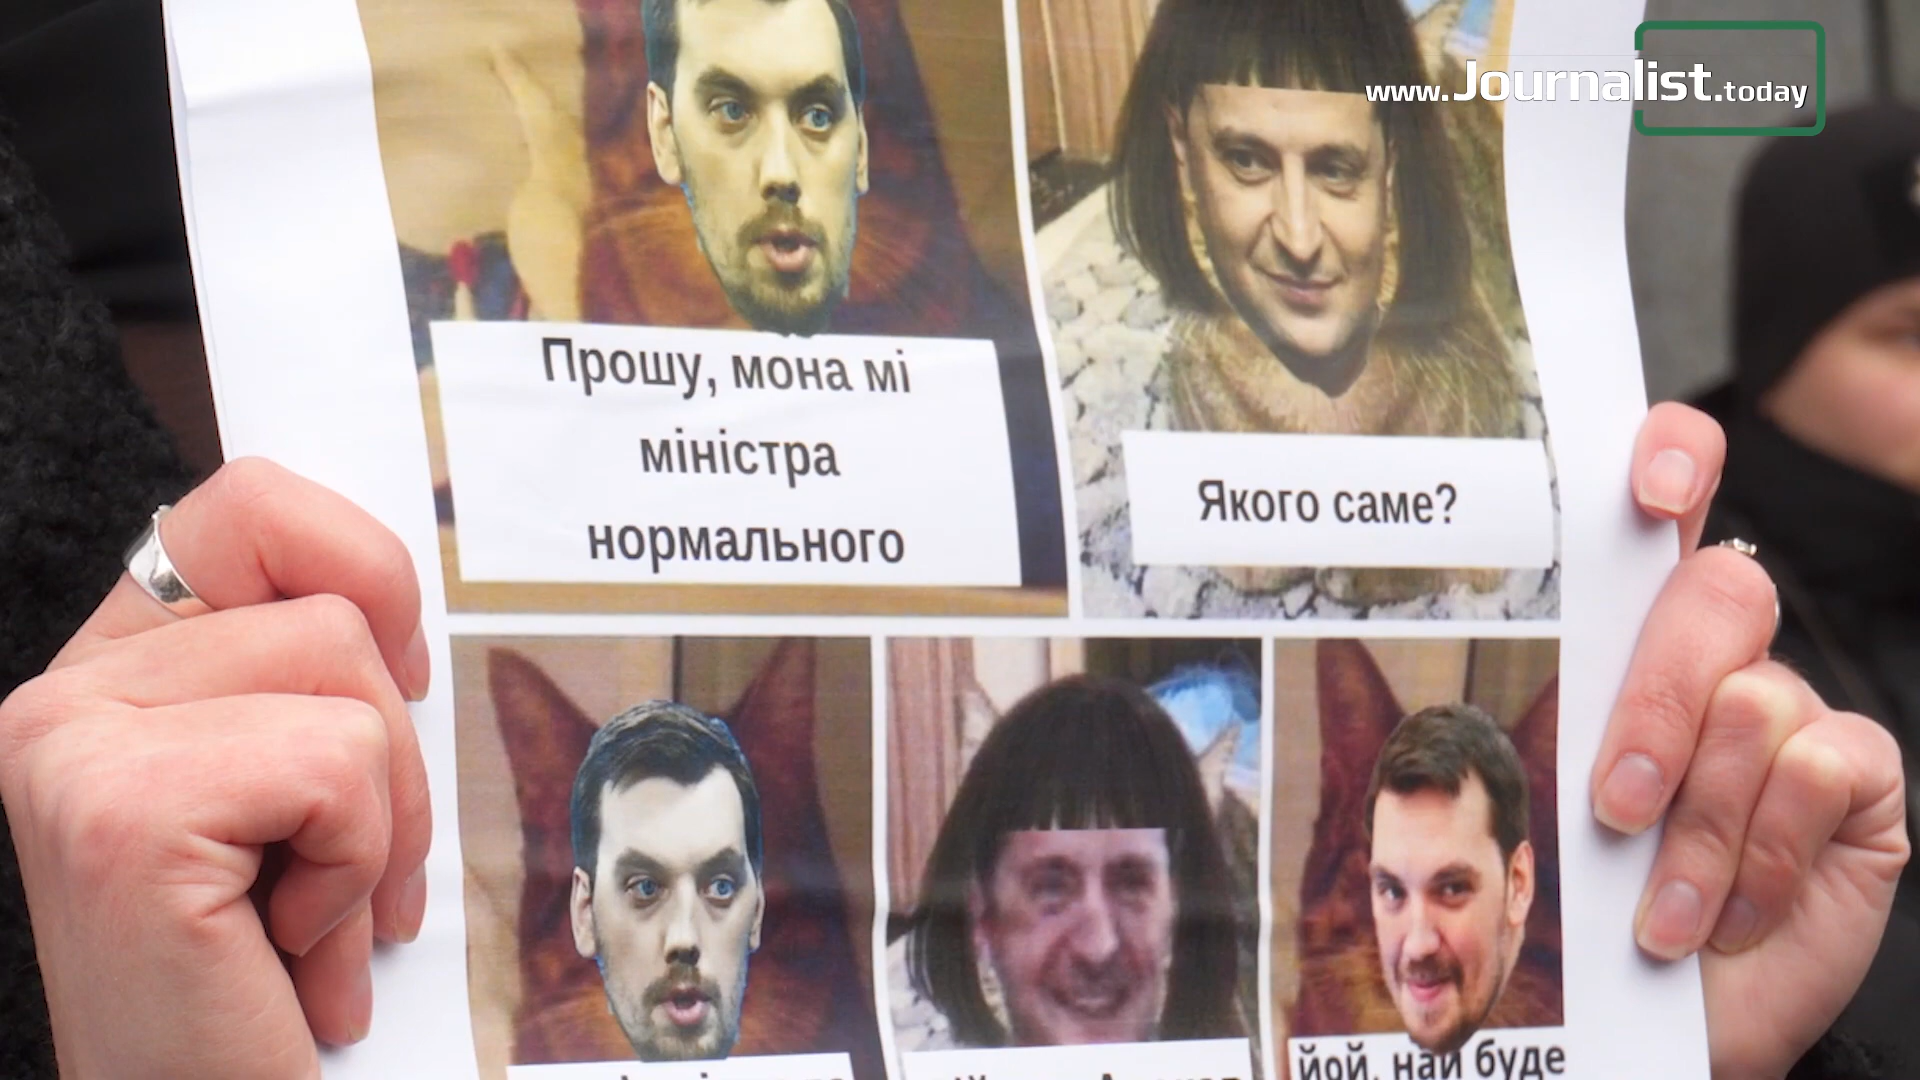 www.Journalist.today
Прошу, мона мі
міністра
нормального
Якого саме?
йой, най буде